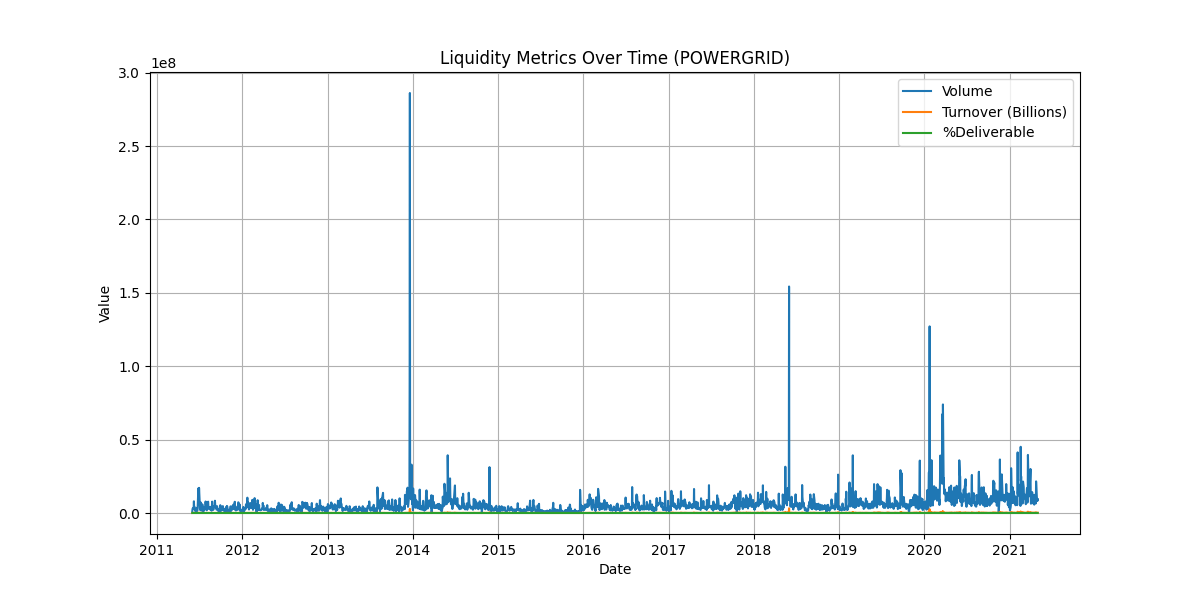 Liquidity Metrics Over Time (POWERGRID)
1e8
3.0
2.5
2.0
1.5
1.0
0.5
0.0
Value
Volume
Turnover (Billions)
%Deliverable
2011 2012 2013 2014 2015 2016 2017 2018 2019 2020 2021
Date